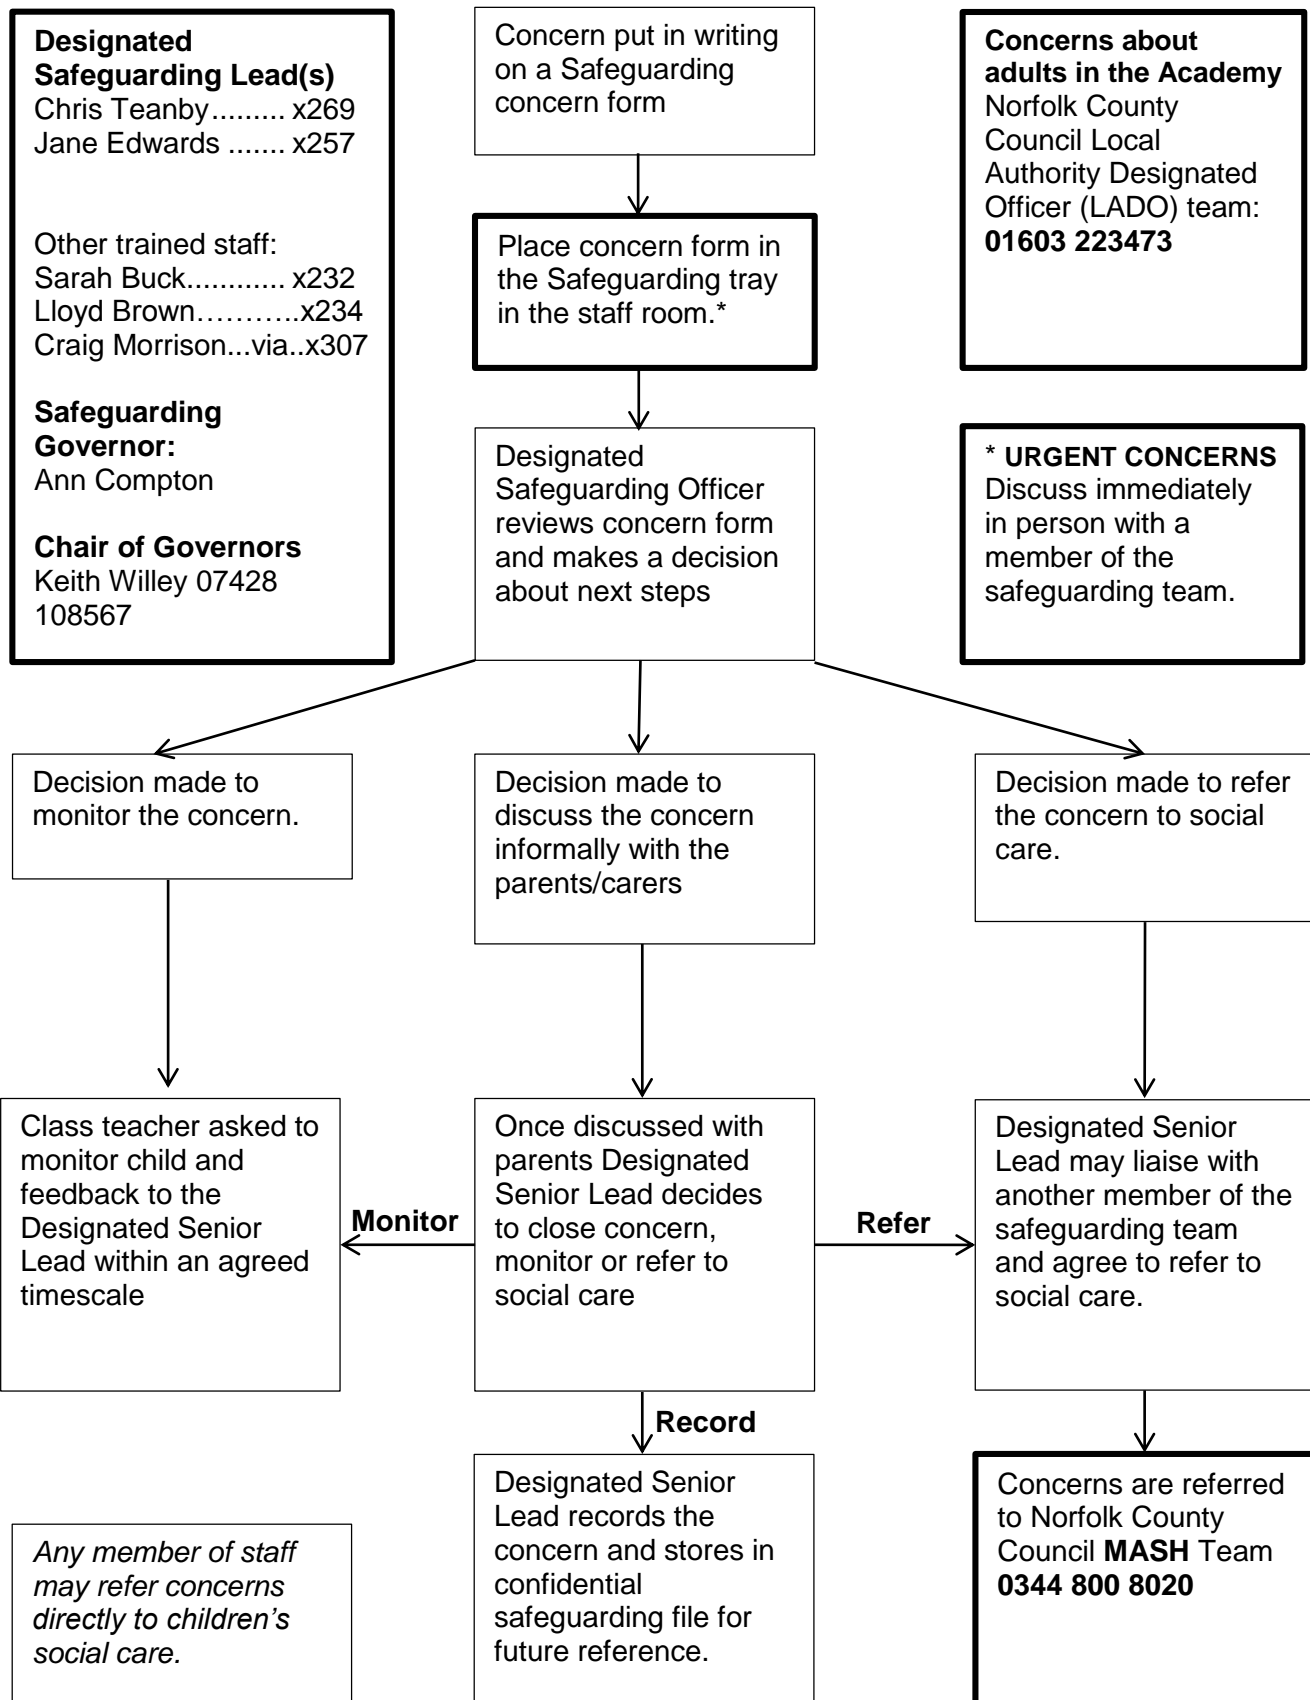 Designated
Safeguarding Lead(s)
Chris Teanby......... x269
Jane Edwards ....... x257
Other trained staff:
Sarah Buck............ x232
Lloyd Brown………..x234
Craig Morrison...via..x307
Safeguarding
Governor:
Ann Compton
Chair of Governors
Keith Willey 07428
108567
Concern put in writing
on a Safeguarding
concern form
Concerns about
adults in the Academy
Norfolk County
Council Local
Authority Designated
Officer (LADO) team:
01603 223473
Place concern form in
the Safeguarding tray
in the staff room.*
Designated
Safeguarding Officer
reviews concern form
and makes a decision
about next steps
* URGENT CONCERNS
Discuss immediately
in person with a
member of the
safeguarding team.
Decision made to
monitor the concern.
Decision made to
discuss the concern
informally with the
parents/carers
Decision made to refer
the concern to social
care.
Class teacher asked to
monitor child and
feedback to the
Designated Senior
Lead within an agreed
timescale
Monitor
Once discussed with
parents Designated
Senior Lead decides
to close concern,
monitor or refer to
social care
Refer
Designated Senior
Lead may liaise with
another member of the
safeguarding team
and agree to refer to
social care.
Record
Any member of staff
may refer concerns
directly to children’s
social care.
Designated Senior
Lead records the
concern and stores in
confidential
safeguarding file for
future reference.
Concerns are referred
to Norfolk County
Council MASH Team
0344 800 8020